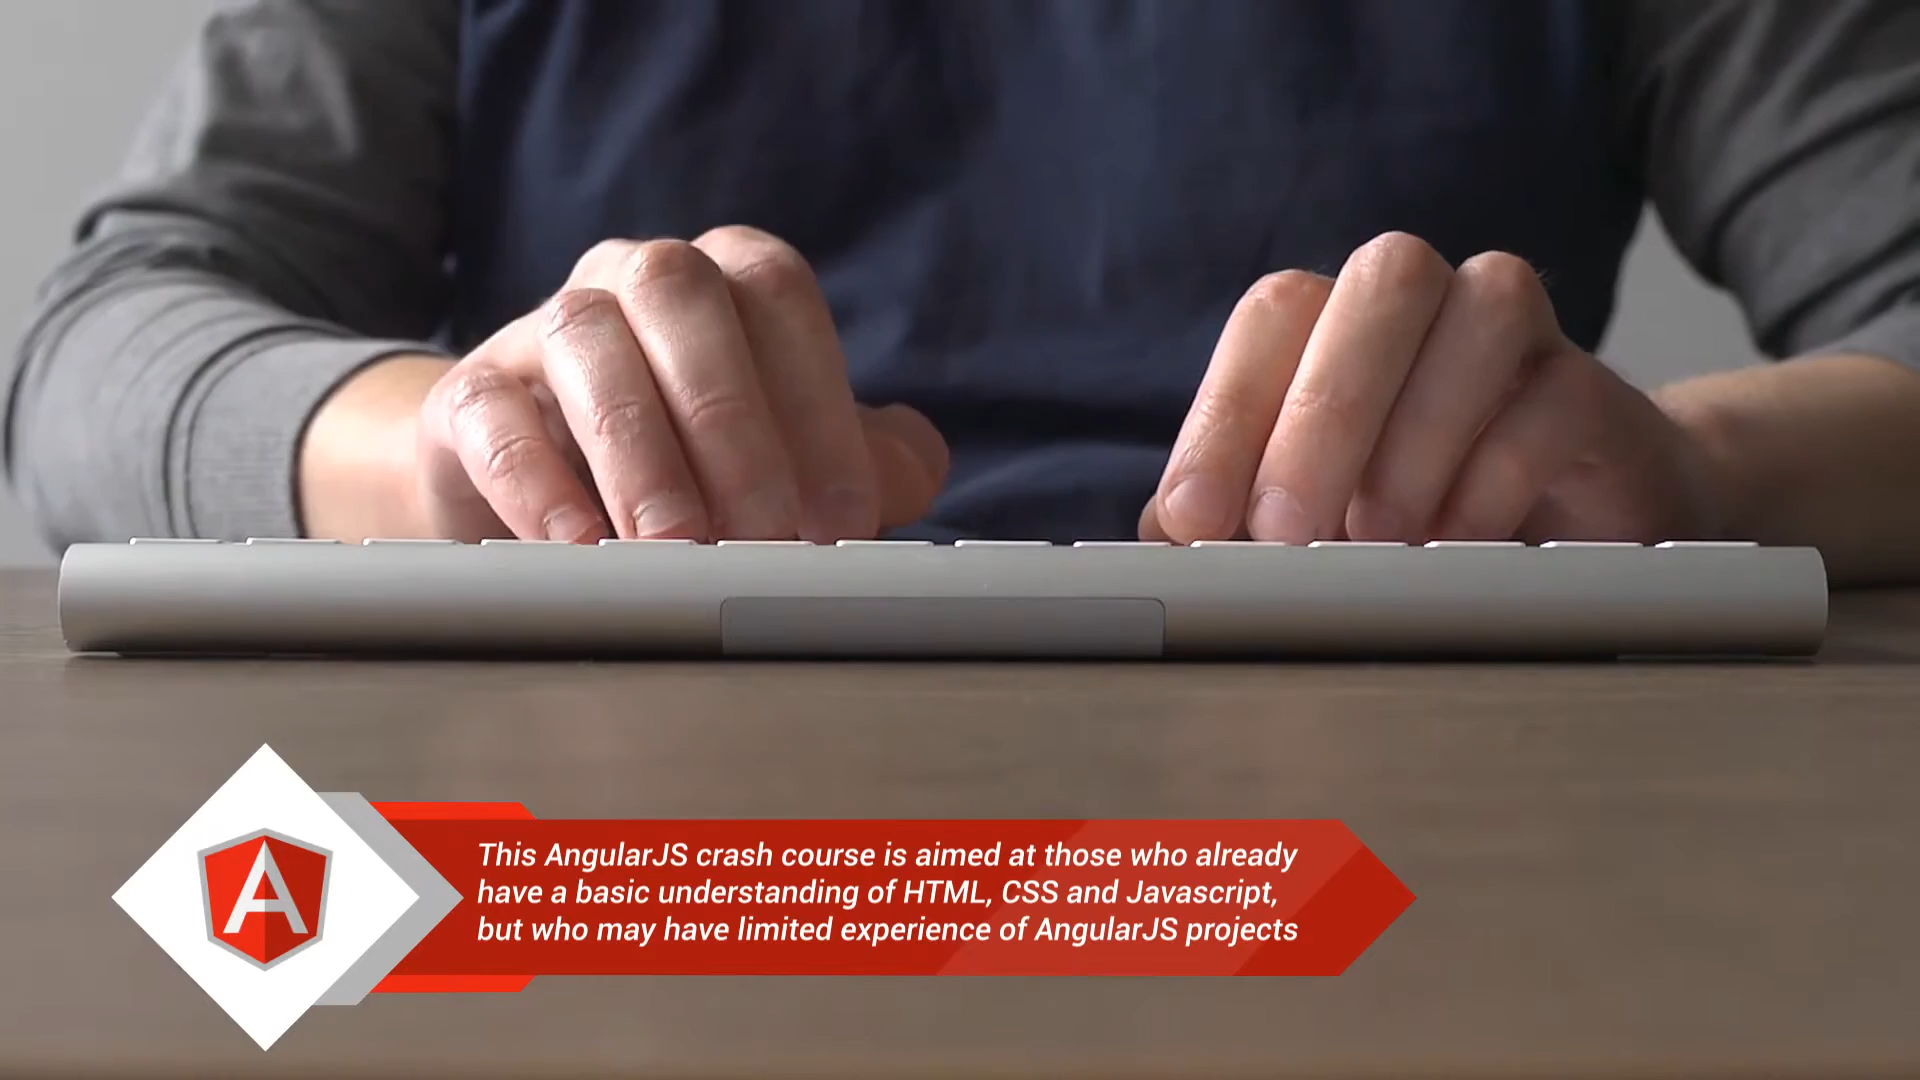 This AngularJS crash course is aimed at those who already
have a basic understanding of HTML, CSS and Javascript,
but who may have limited experience of AngularJS projects